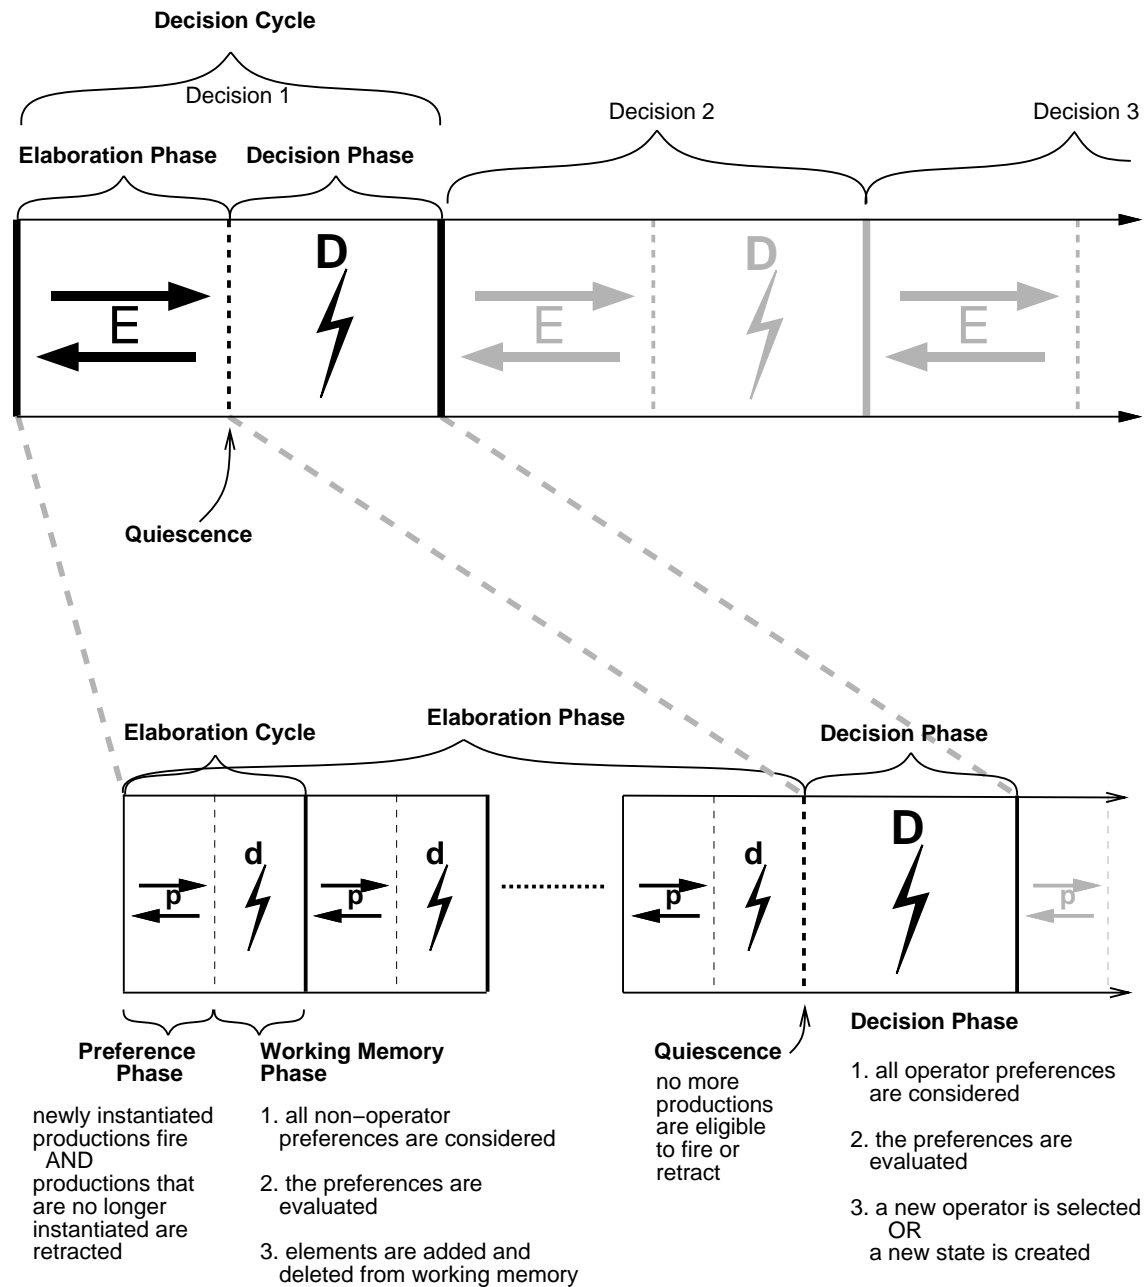 Decision Cycle
Decision 1
Decision 2
Decision 3
Elaboration Phase
Decision Phase
D
D
E
E
E
Quiescence
Elaboration Phase
Elaboration Cycle
Decision Phase
d
d
d
D
p
p
p
p
Preference
Phase
newly instantiated
productions fire
AND
productions that
are no longer
instantiated are
retracted
Working Memory
Phase
1. all non−operator
preferences are considered
2. the preferences are
evaluated
3. elements are added and
deleted from working memory
Quiescence
no more
productions
are eligible
to fire or
retract
Decision Phase
1. all operator preferences
are considered
2. the preferences are
evaluated
3. a new operator is selected
OR
a new state is created